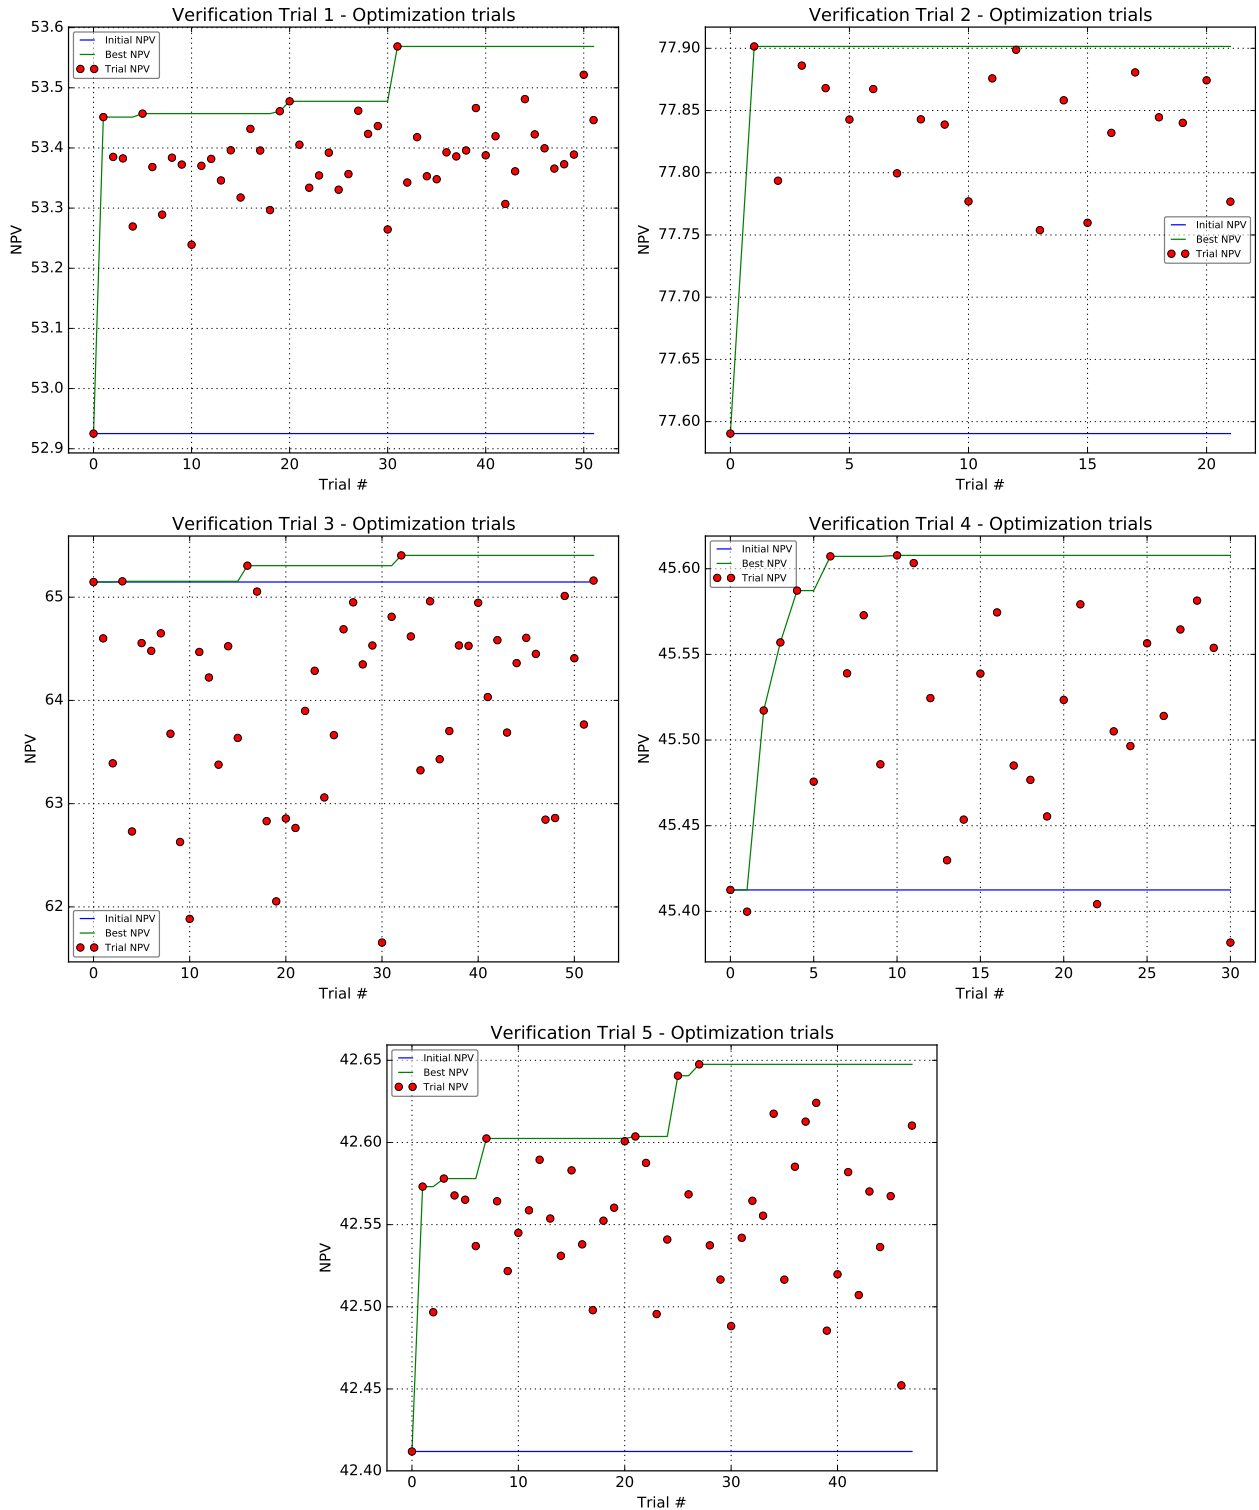 Verification Trial 1 - Optimization trials
Initial NPV
Best NPV
Trial NPV
NPV
53.6
53.5
53.4
53.3
53.2
53.1
53.0
52.9
0 10 20 30 40 50
Trial #
Verification Trial 2 - Optimization trials
Initial NPV
Best NPV
Trial NPV
NPV
77.90
77.85
77.80
77.75
77.70
77.65
77.60
0 5 10 15 20
Trial #
Verification Trial 3 - Optimization trials
NPV
65
64
63
62
Initial NPV
Best NPV
Trial NPV
0 10 20 30 40 50
Trial #
Verification Trial 4 - Optimization trials
Initial NPV
Best NPV
Trial NPV
NPV
45.60
45.55
45.50
45.45
45.40
0 5 10 15 20 25 30
Trial #
Verification Trial 5 - Optimization trials
Initial NPV
Best NPV
Trial NPV
NPV
42.65
42.60
42.55
42.50
42.45
42.40
0 10 20 30 40
Trial #